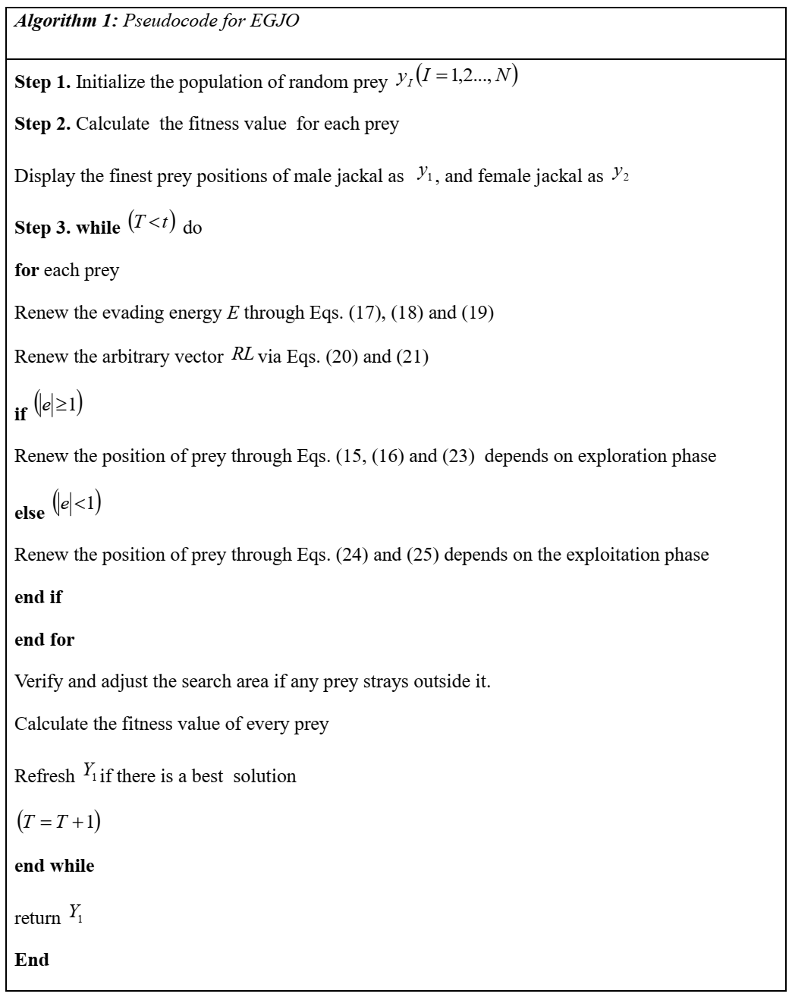 Algorithm 1: Pseudocode for EGJO
Step 1. Initialize the population of random prey y_I (I = 1,2..., N)
Step 2. Calculate the fitness value for each prey
Display the finest prey positions of male jackal as y_1, and female jackal as y_2
Step 3. while (T < t) do
for each prey
Renew the evading energy E through Eqs. (17), (18) and (19)
Renew the arbitrary vector RL via Eqs. (20) and (21)
if (|e| ≥ 1)
Renew the position of prey through Eqs. (15, (16) and (23) depends on exploration phase
else (|e| < 1)
Renew the position of prey through Eqs. (24) and (25) depends on the exploitation phase
end if
end for
Verify and adjust the search area if any prey strays outside it.
Calculate the fitness value of every prey
Refresh Y_1 if there is a best solution
(T = T + 1)
end while
return Y_1
End